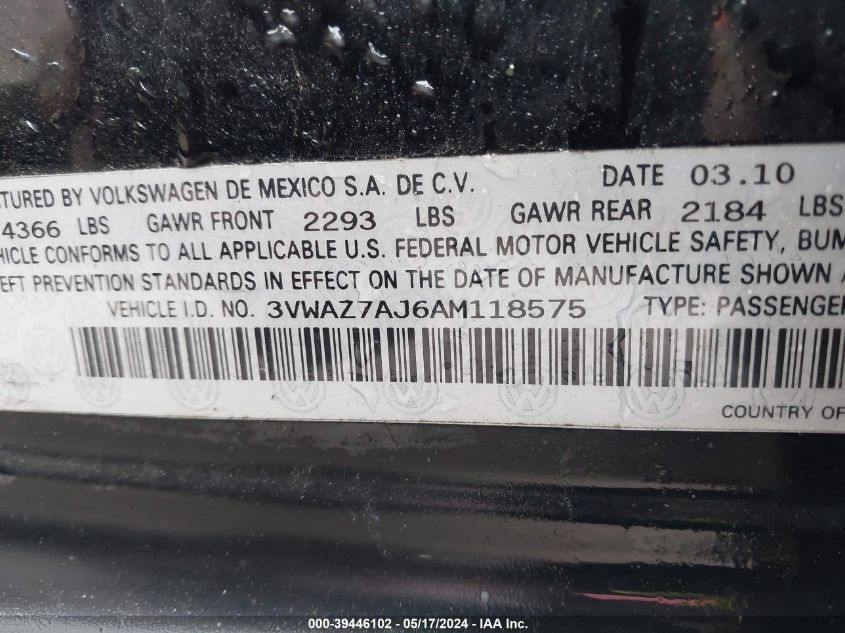 TURED BY VOLKSWAGEN DE MEXICO S.A. DE C.V. DATE 03.10
4366 LBS GAWR FRONT 2293 LBS GAWR REAR 2184 LBS
HICLE CONFORMS TO ALL APPLICABLE U.S. FEDERAL MOTOR VEHICLE SAFETY, BUM
EFT PREVENTION STANDARDS IN EFFECT ON THE DATE OF MANUFACTURE SHOWN A
VEHICLE I.D. NO. 3VWAZ7AJ6AM118575 TYPE: PASSENGER
COUNTRY OF
000-39446102 - 05/17/2024 - IAA Inc.